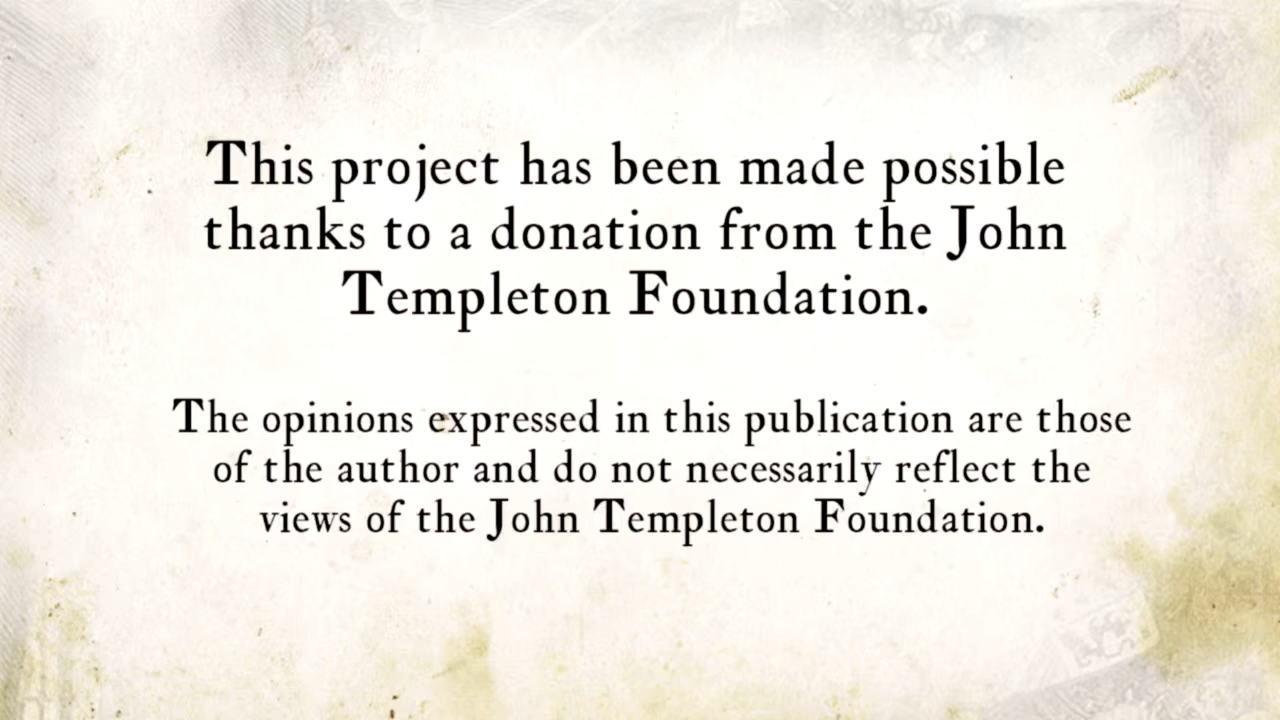 This project has been made possible
thanks to a donation from the John
Templeton Foundation.
The opinions expressed in this publication are those
of the author and do not necessarily reflect the
views of the John Templeton Foundation.